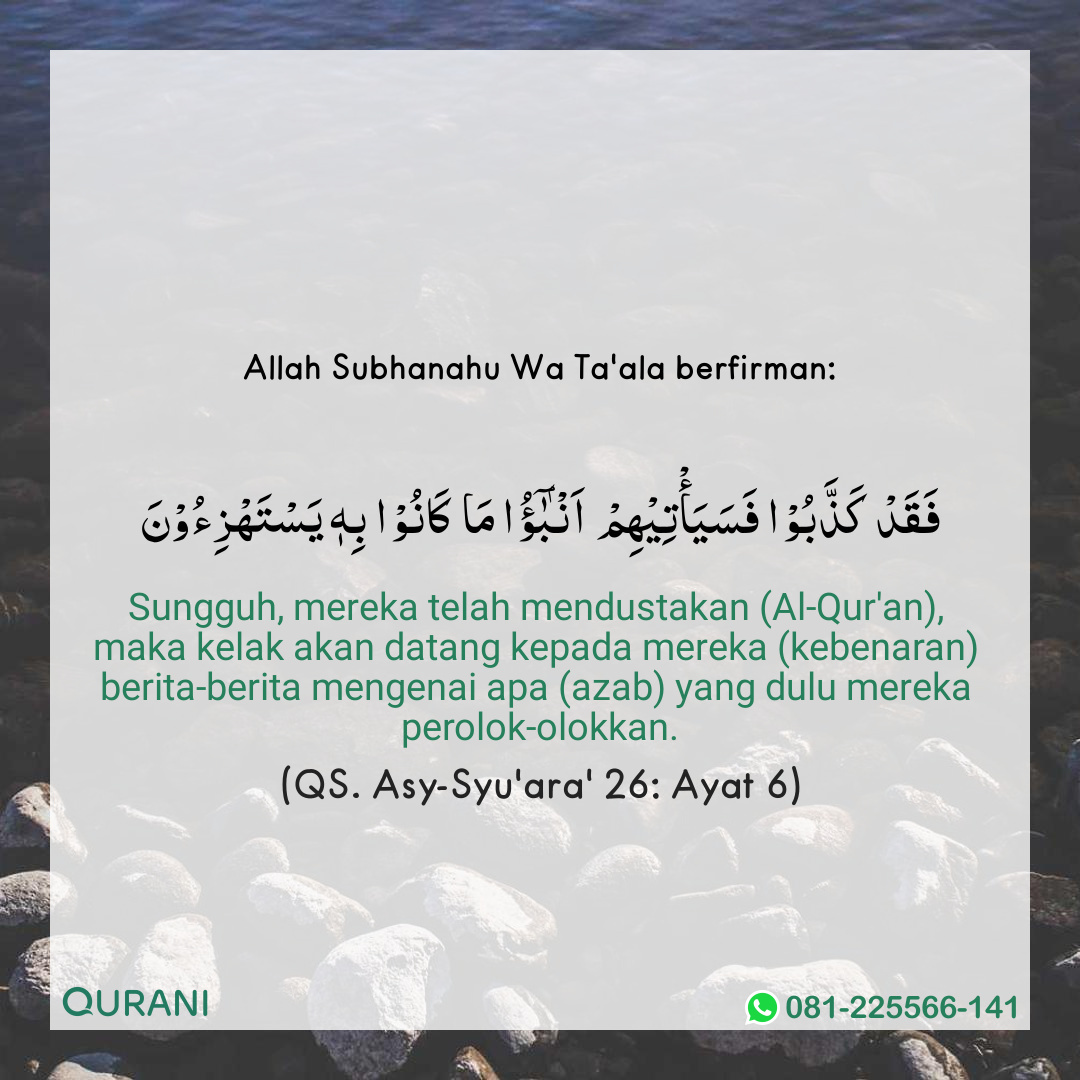 Allah Subhanahu Wa Ta'ala berfirman:
فَقَدْ كَذَّبُوْا فَسَيَأْتِيْهِمْ اَنْۢبٰٓؤُا مَا كَانُوْا بِهٖ يَسْتَهْزِءُوْنَ
Sungguh, mereka telah mendustakan (Al-Qur'an),
maka kelak akan datang kepada mereka (kebenaran)
berita-berita mengenai apa (azab) yang dulu mereka
perolok-olokkan.
(QS. Asy-Syu'ara' 26: Ayat 6)
QURANI
081-225566-141